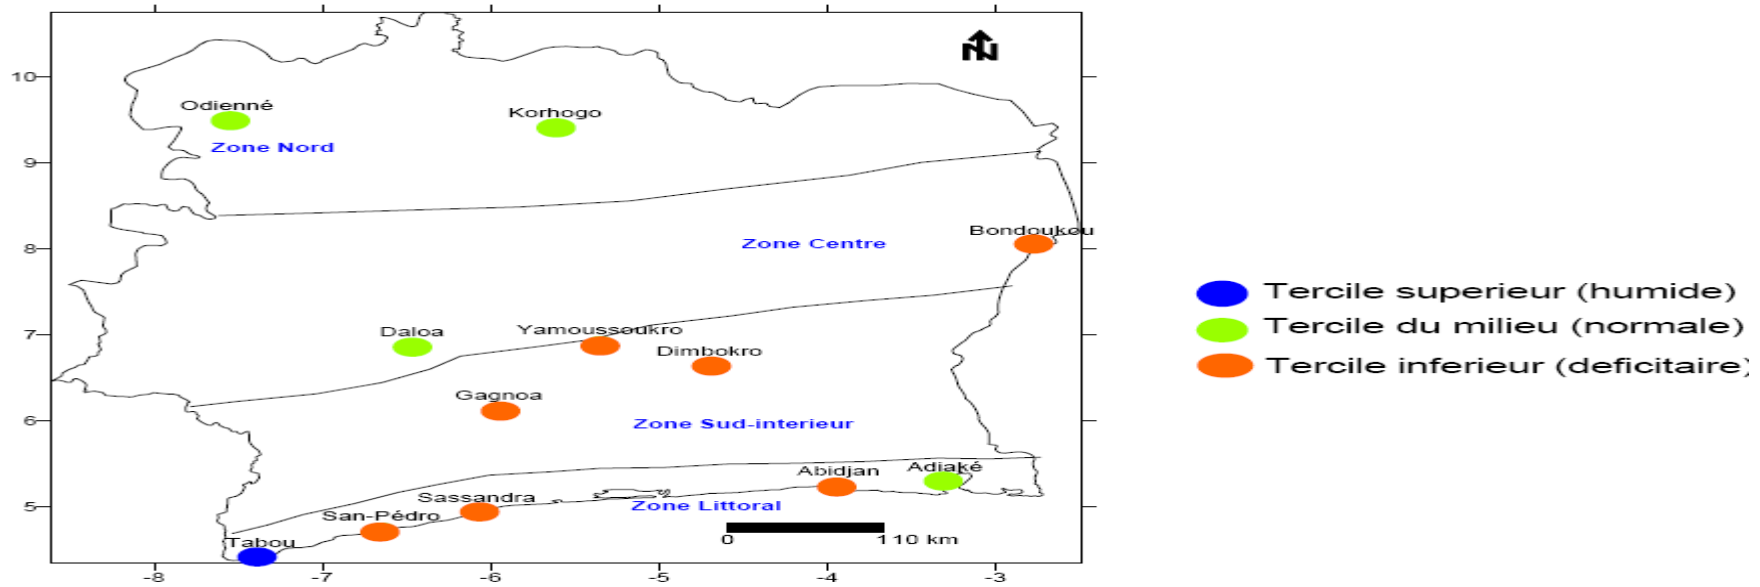 N
10
Odienné
Korhogo
Zone Nord
9
Bondoukou
8
Zone Centre
7
Daloa
Yamoussoukro
Dimbokro
Gagnoa
6
Zone Sud-interieur
Abidjan
Adiaké
5
Sassandra
Zone Littoral
San-Pédro
Tabou
0
110 km
-8
-7
-6
-5
-4
-3
Tercile superieur (humide)
Tercile du milieu (normale)
Tercile inferieur (deficitaire)